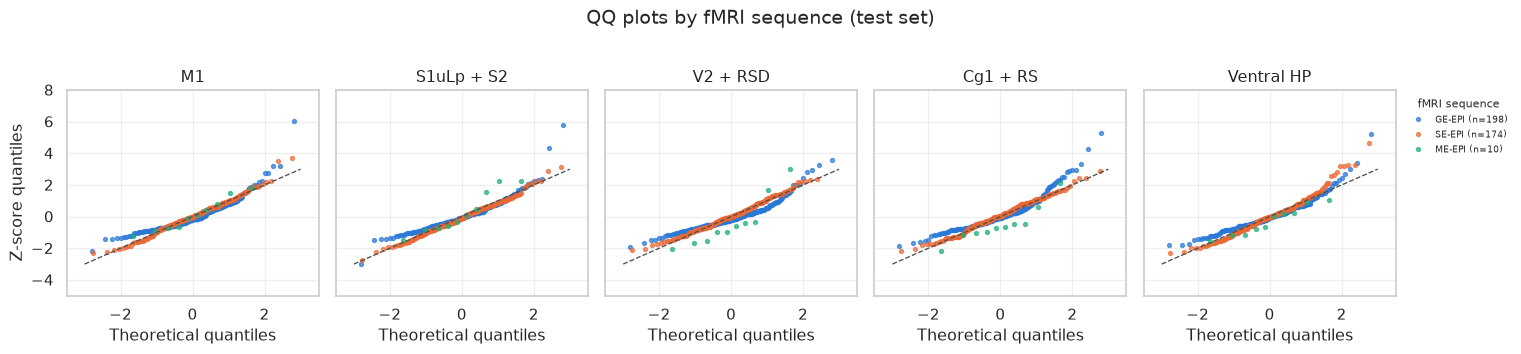 QQ plots by fMRI sequence (test set)
M1
S1uLp + S2
V2 + RSD
Cg1 + RS
Ventral HP
Z-score quantiles
8
6
4
2
0
−2
−4
−2 0 2
−2 0 2
−2 0 2
−2 0 2
−2 0 2
Theoretical quantiles
Theoretical quantiles
Theoretical quantiles
Theoretical quantiles
Theoretical quantiles
fMRI sequence
GE-EPI (n=198)
SE-EPI (n=174)
ME-EPI (n=10)